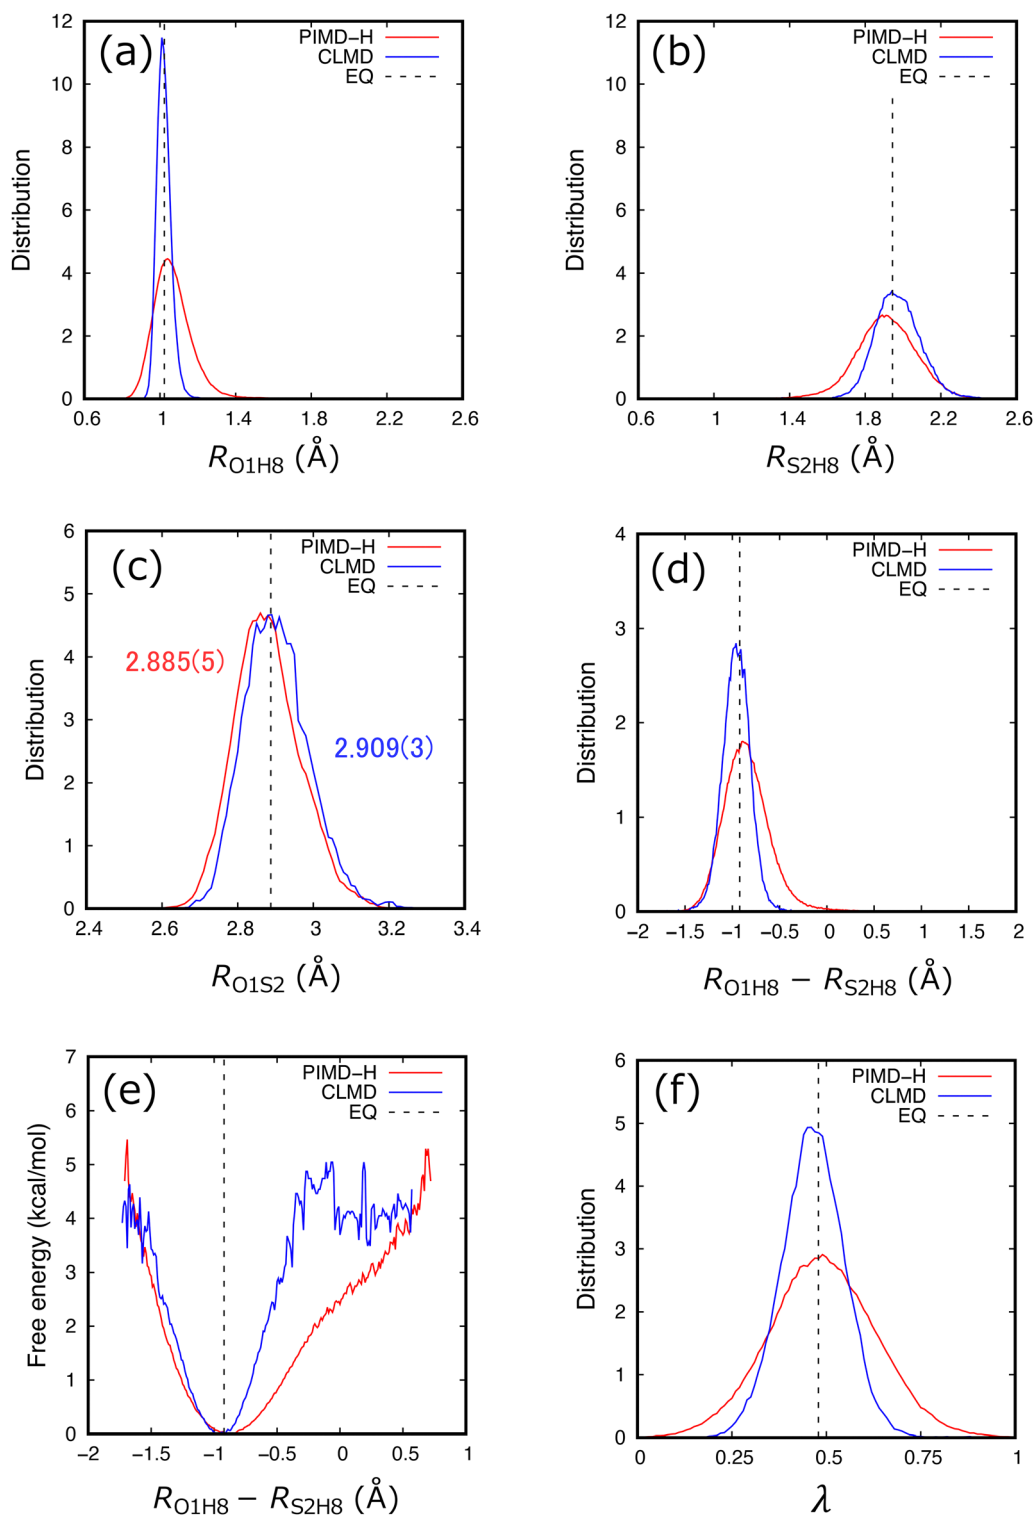 (a)
PIMD-H
CLMD
EQ
12
10
8
6
4
2
0
Distribution
0.6 1 1.4 1.8 2.2 2.6
R_O1H8 (Å)
(b)
PIMD-H
CLMD
EQ
12
10
8
6
4
2
0
Distribution
0.6 1 1.4 1.8 2.2 2.6
R_S2H8 (Å)
(c)
PIMD-H
CLMD
EQ
2.885(5)
2.909(3)
6
5
4
3
2
1
0
Distribution
2.4 2.6 2.8 3 3.2 3.4
R_O1S2 (Å)
(d)
PIMD-H
CLMD
EQ
4
3
2
1
0
Distribution
−2 −1.5 −1 −0.5 0 0.5 1 1.5 2
R_O1H8 − R_S2H8 (Å)
(e)
PIMD-H
CLMD
EQ
7
6
5
4
3
2
1
0
Free energy (kcal/mol)
−2 −1.5 −1 −0.5 0 0.5 1
R_O1H8 − R_S2H8 (Å)
(f)
PIMD-H
CLMD
EQ
6
5
4
3
2
1
0
Distribution
0 0.25 0.5 0.75 1
λ